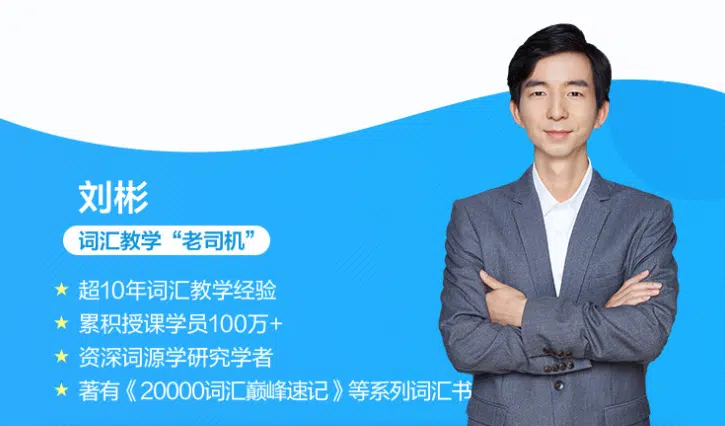 刘彬
词汇教学“老司机”
超10年词汇教学经验
累积授课学员100万+
资深词源学研究学者
著有《20000词汇巅峰速记》等系列词汇书